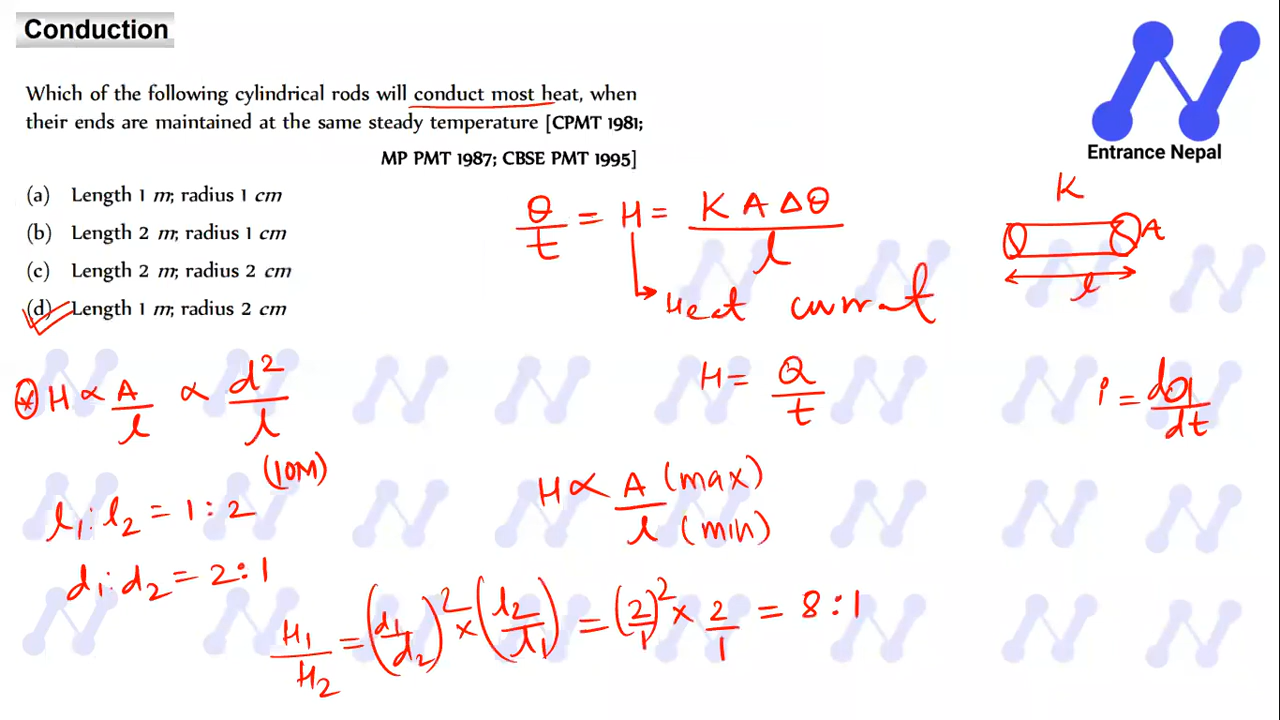 Conduction
Entrance Nepal
Which of the following cylindrical rods will conduct most heat, when
their ends are maintained at the same steady temperature [CPMT 1981;
MP PMT 1987; CBSE PMT 1995]
(a) Length 1 m; radius 1 cm
(b) Length 2 m; radius 1 cm
(c) Length 2 m; radius 2 cm
(d) Length 1 m; radius 2 cm
θ/t = H = K A Δθ / l
Heat current
K
A
l
H = Q/t
i = dq/dt
* H ∝ A/l ∝ d²/l
(10M)
H ∝ A (max) / l (min)
l₁ : l₂ = 1 : 2
d₁ : d₂ = 2 : 1
H₁/H₂ = (d₁/d₂)² × (l₂/l₁) = (2/1)² × 2/1 = 8 : 1